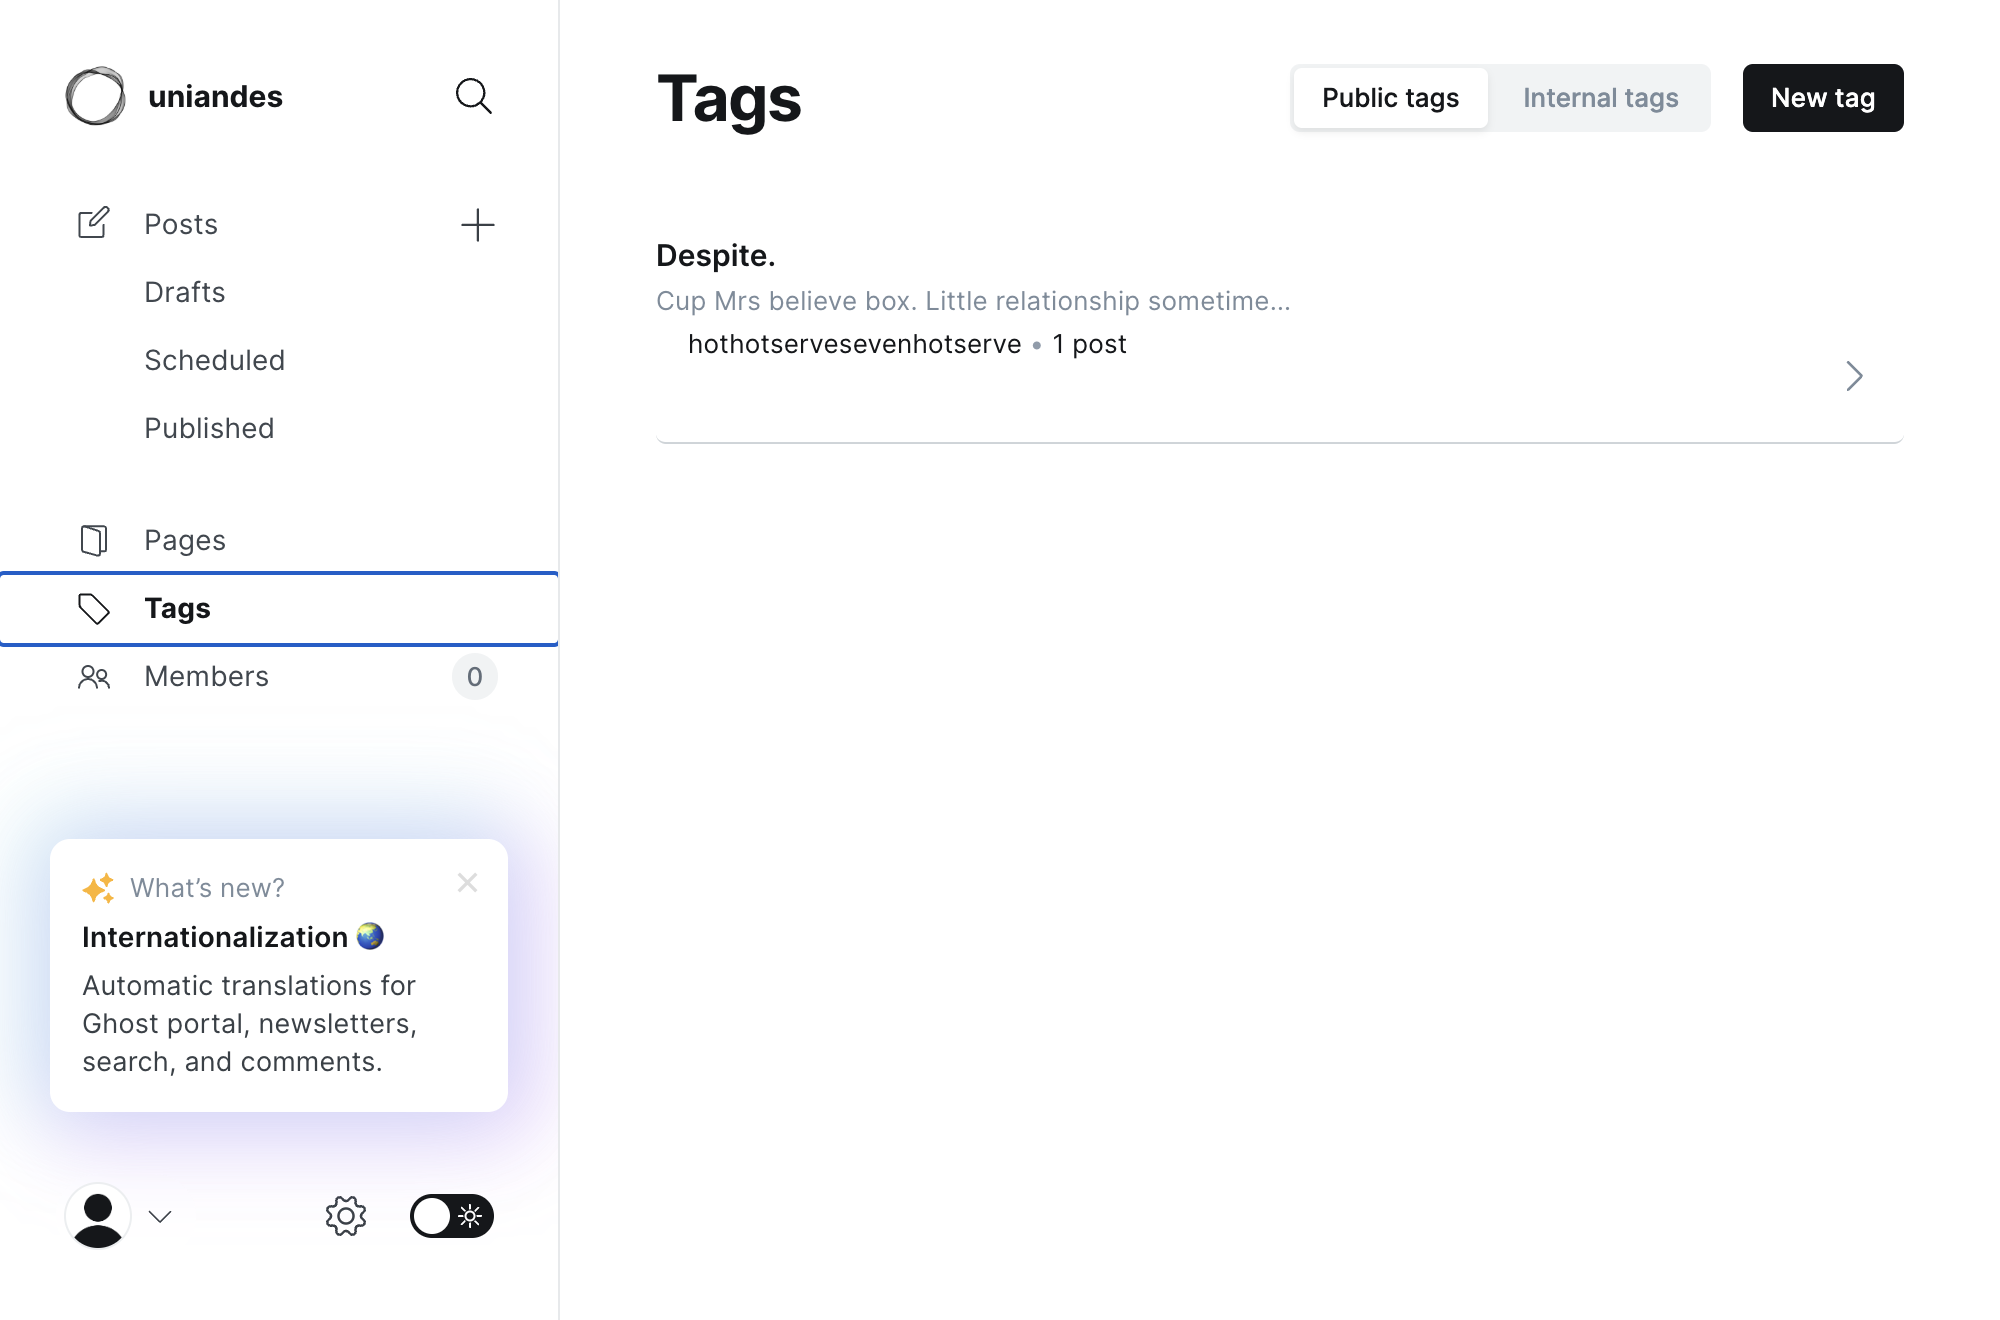 uniandes
Posts
Drafts
Scheduled
Published
Pages
Tags
Members
0
What’s new?
Internationalization 🌏
Automatic translations for
Ghost portal, newsletters,
search, and comments.
Tags
Public tags
Internal tags
New tag
Despite.
Cup Mrs believe box. Little relationship sometime...
hothotservesevenhotserve • 1 post